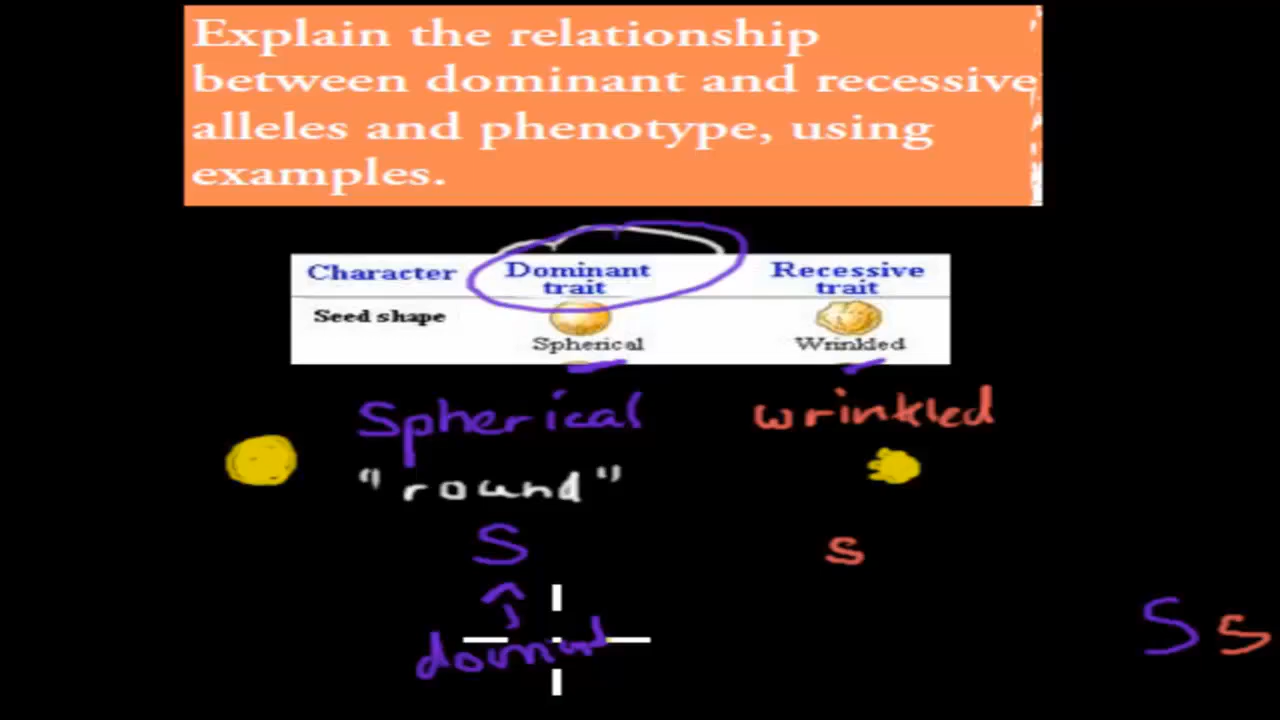 Explain the relationship
between dominant and recessive
alleles and phenotype, using
examples.
Character Dominant trait Recessive trait
Seed shape
Spherical Wrinkled
Spherical wrinkled
"round"
S s
dominant
S s